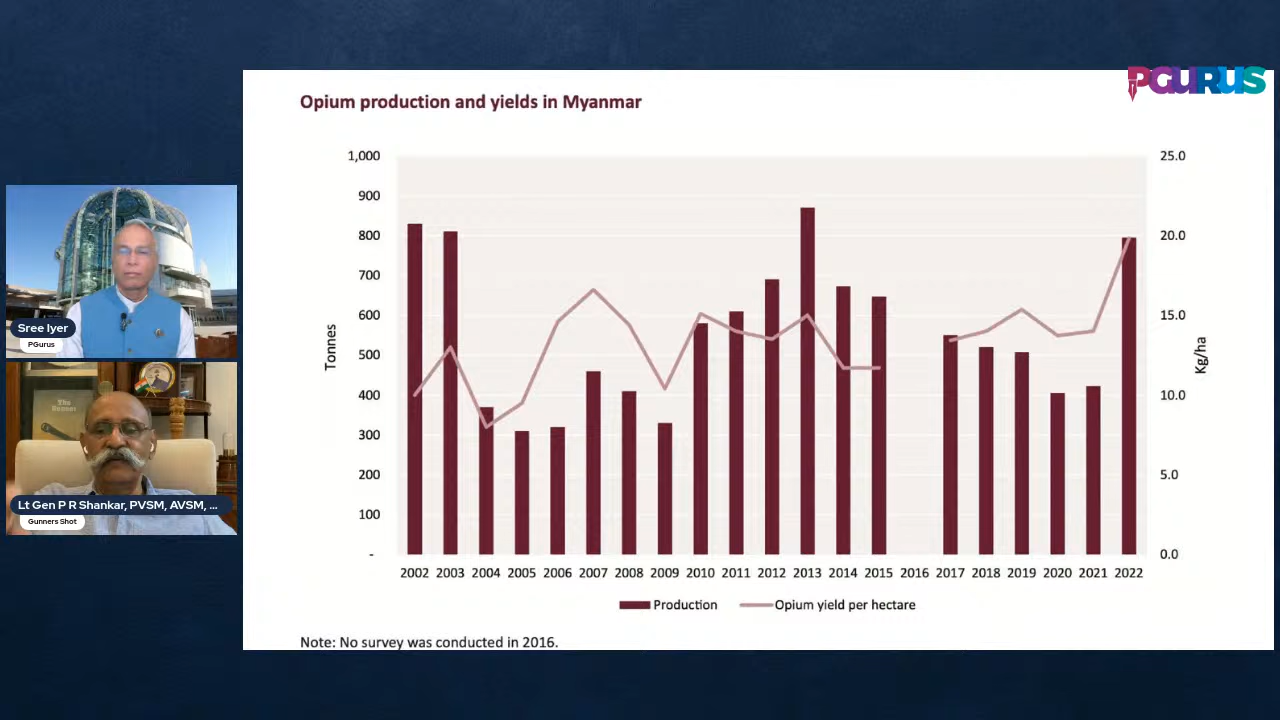 PGURUS
Opium production and yields in Myanmar
1,000
900
800
700
600
500
400
300
200
100
-
Tonnes
25.0
20.0
15.0
10.0
5.0
0.0
Kg/ha
2002 2003 2004 2005 2006 2007 2008 2009 2010 2011 2012 2013 2014 2015 2016 2017 2018 2019 2020 2021 2022
Production Opium yield per hectare
Note: No survey was conducted in 2016.
Sree Iyer
PGurus
Lt Gen P R Shankar, PVSM, AVSM, ...
Gunners Shot